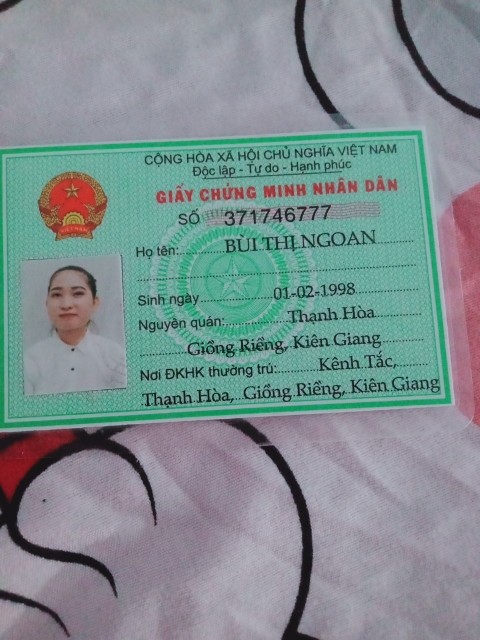 CỘNG HÒA XÃ HỘI CHỦ NGHĨA VIỆT NAM
Độc lập - Tự do - Hạnh phúc
GIẤY CHỨNG MINH NHÂN DÂN
SỐ 371746777
Họ tên: BÙI THỊ NGOAN
Sinh ngày 01-02-1998
Nguyên quán: Thạnh Hòa
Giồng Riềng, Kiên Giang
Nơi ĐKHK thường trú: Kênh Tắc,
Thạnh Hòa, Giồng Riềng, Kiên Giang
VIỆT NAM